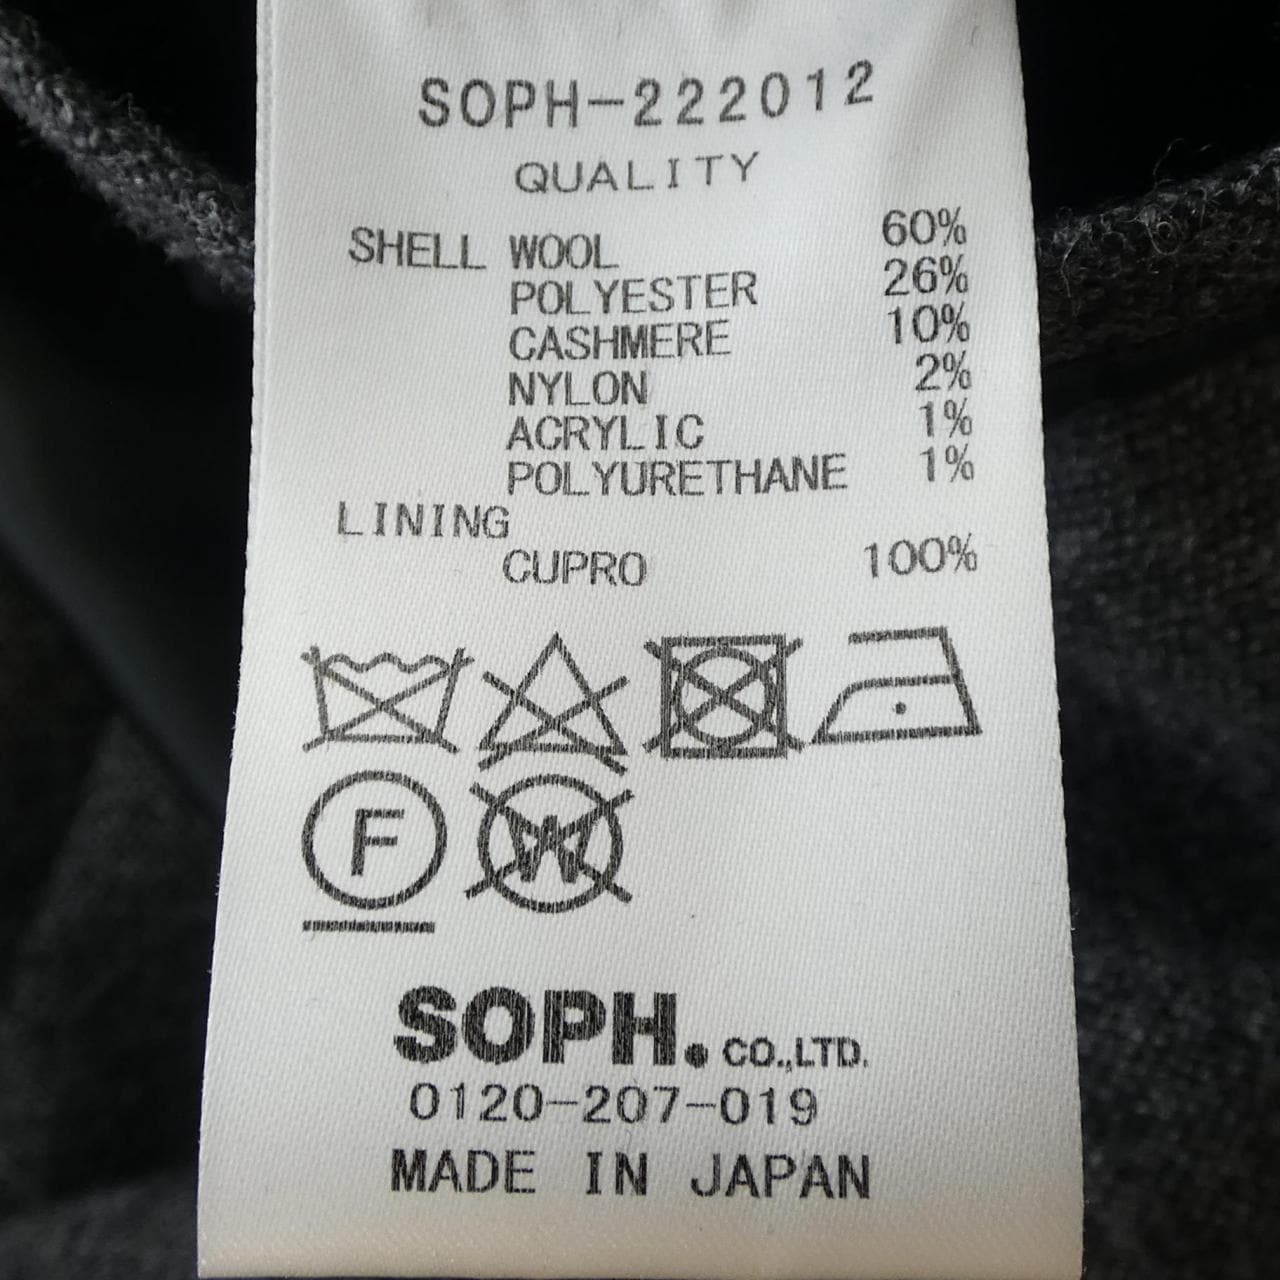 SOPH-222012
QUALITY
SHELL WOOL 60%
POLYESTER 26%
CASHMERE 10%
NYLON 2%
ACRYLIC 1%
POLYURETHANE 1%
LINING
CUPRO 100%
F W
SOPH. CO.,LTD.
0120-207-019
MADE IN JAPAN